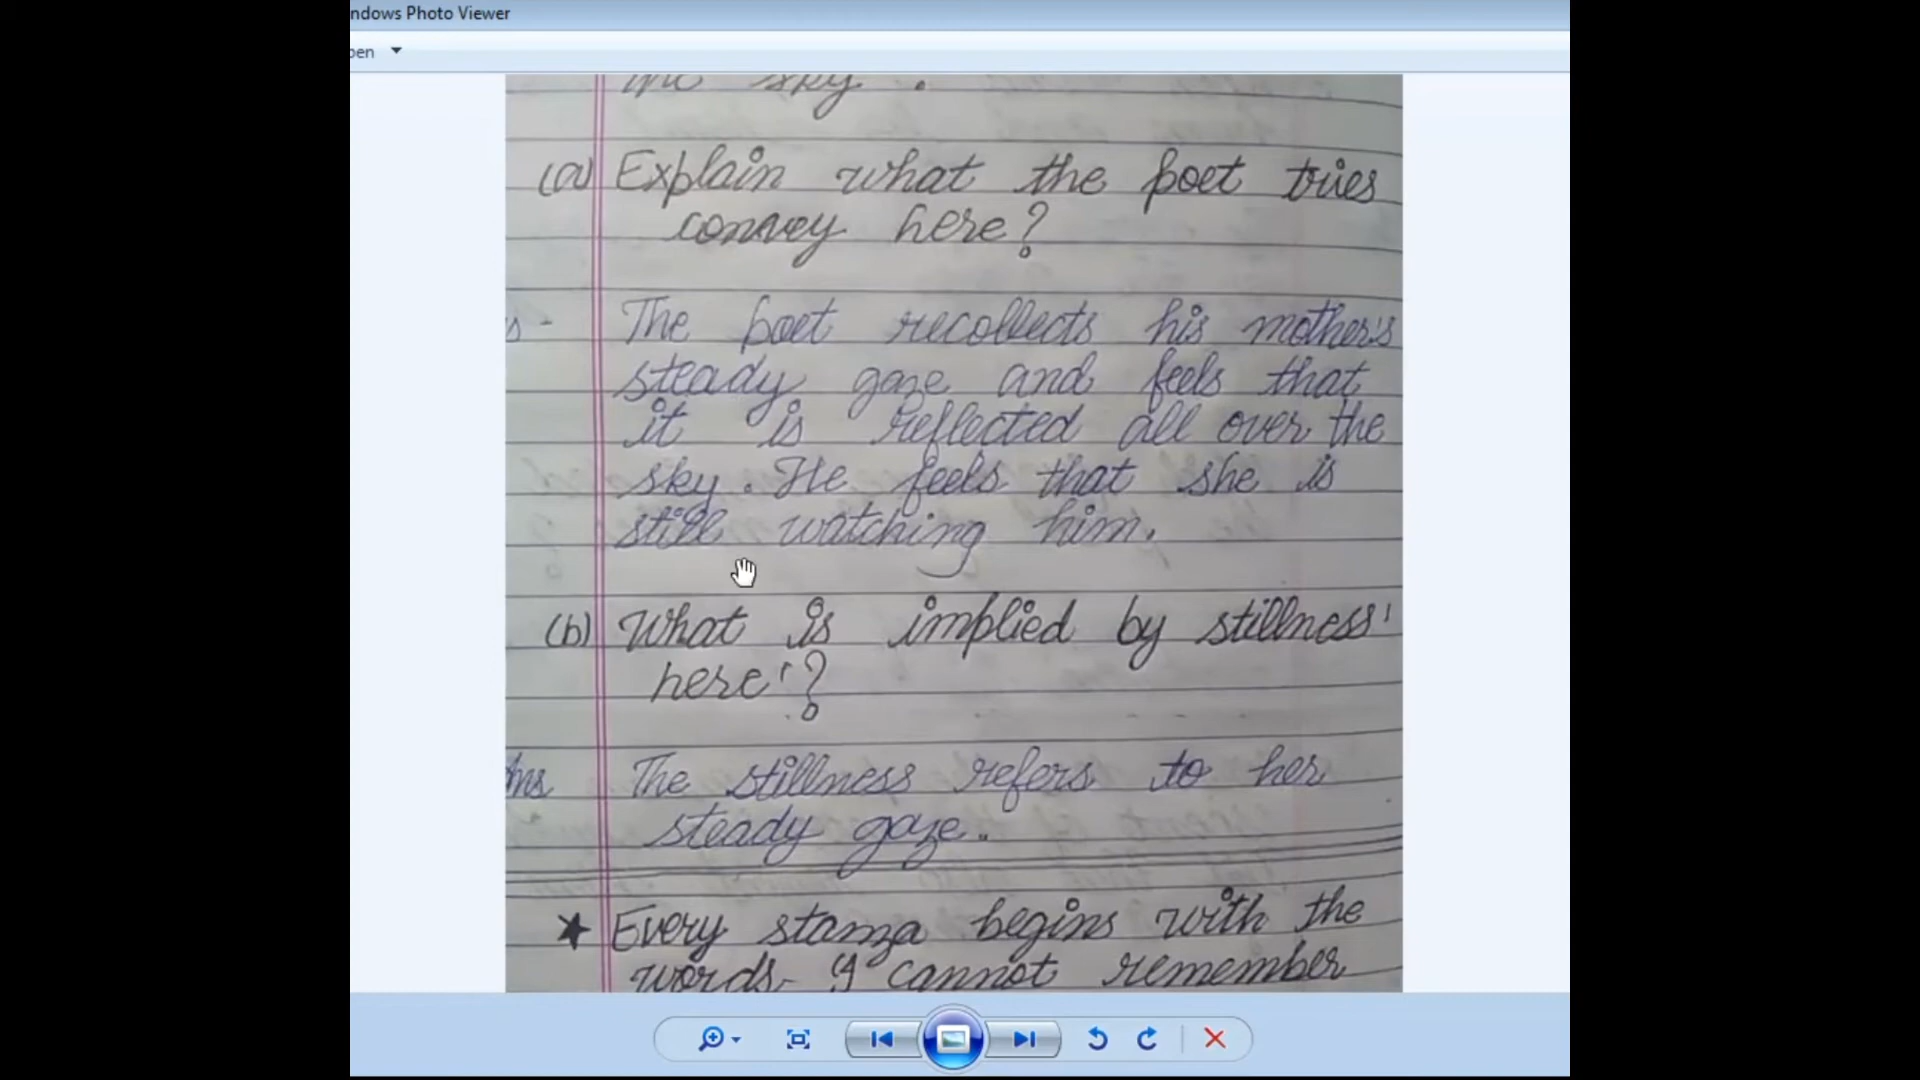 ndows Photo Viewer
pen
the sky.
(a) Explain what the poet tries
convey here?
s - The poet recollects his mother's
steady gaze and feels that
it is reflected all over the
sky. He feels that she is
still watching him.
(b) What is implied by stillness'
here'?
Ans The stillness refers to her
steady gaze.
★ Every stanza begins with the
words- I cannot remember